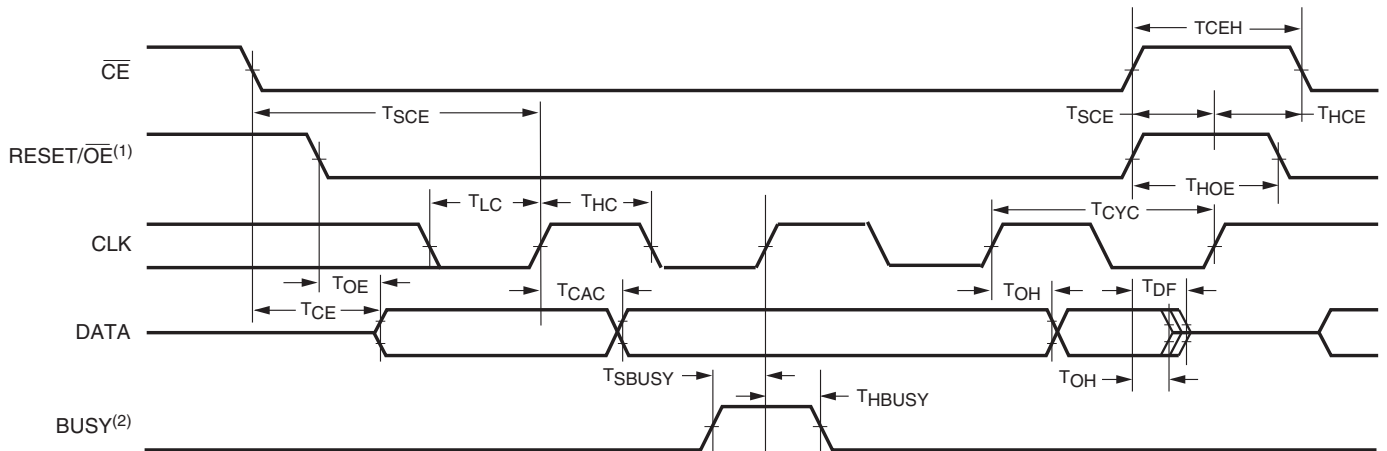 TCEH
CE
TSCE
TSCE
THCE
RESET/OE(1)
TLC
THC
THOE
TCYC
CLK
TOE
TCAC
TOH
TDF
TCE
DATA
TSBUSY
TOH
THBUSY
BUSY(2)